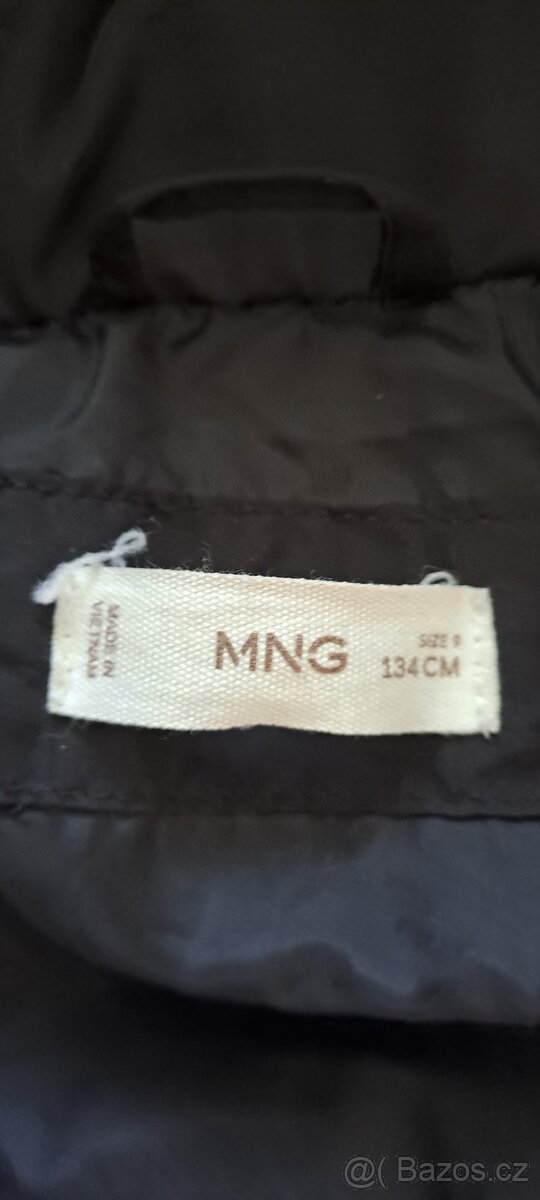 MADE IN
VIETNAM
MNG
SIZE 9
134CM
@( Bazos.cz